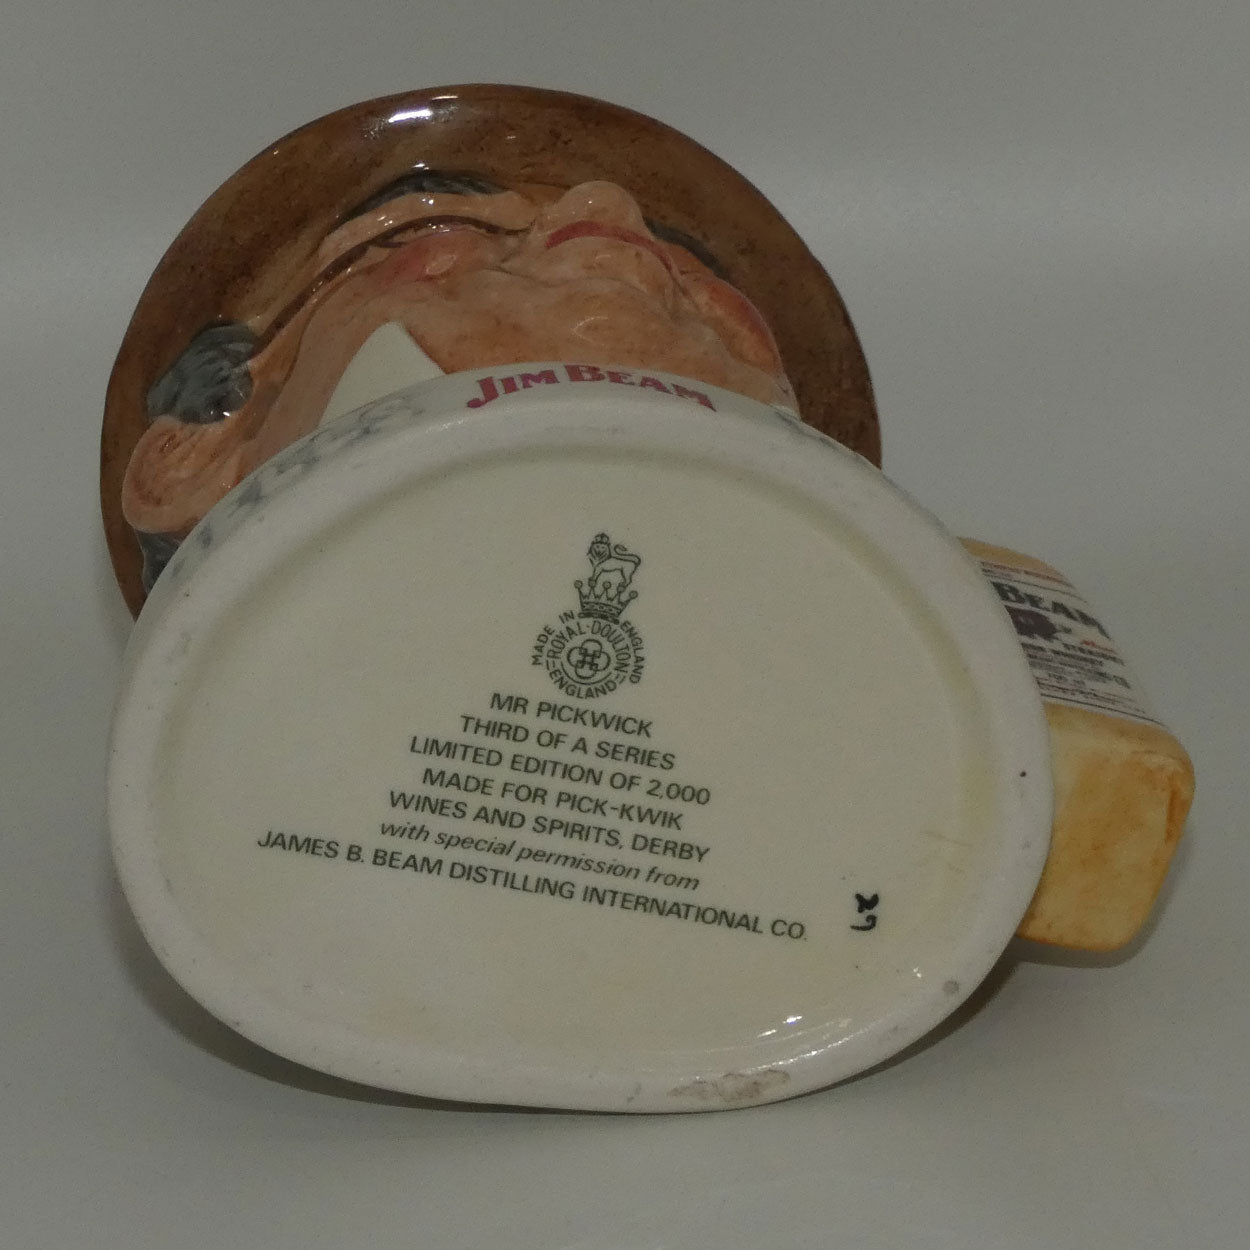 JIM BEAM
MADE IN ENGLAND
ROYAL-DOULTON
ENGLAND
MR PICKWICK
THIRD OF A SERIES
LIMITED EDITION OF 2,000
MADE FOR PICK-KWIK
WINES AND SPIRITS, DERBY
with special permission from
JAMES B. BEAM DISTILLING INTERNATIONAL CO.
BEAM